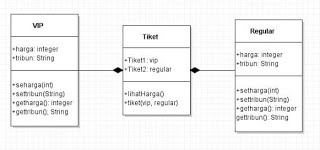 VIP
+harga: integer
+tribun: String
+seharga(int)
+settribun(String)
+getharga(): integer
+gettribun(); String
Tiket
+Tiket1: vip
+Tiket2: regular
+lihatHarga()
+tiket(vip, regular)
Regular
+harga: integer
+tribun: String
+setharga(int)
+settribun(String)
+getharga(): integer
gettribun(): String